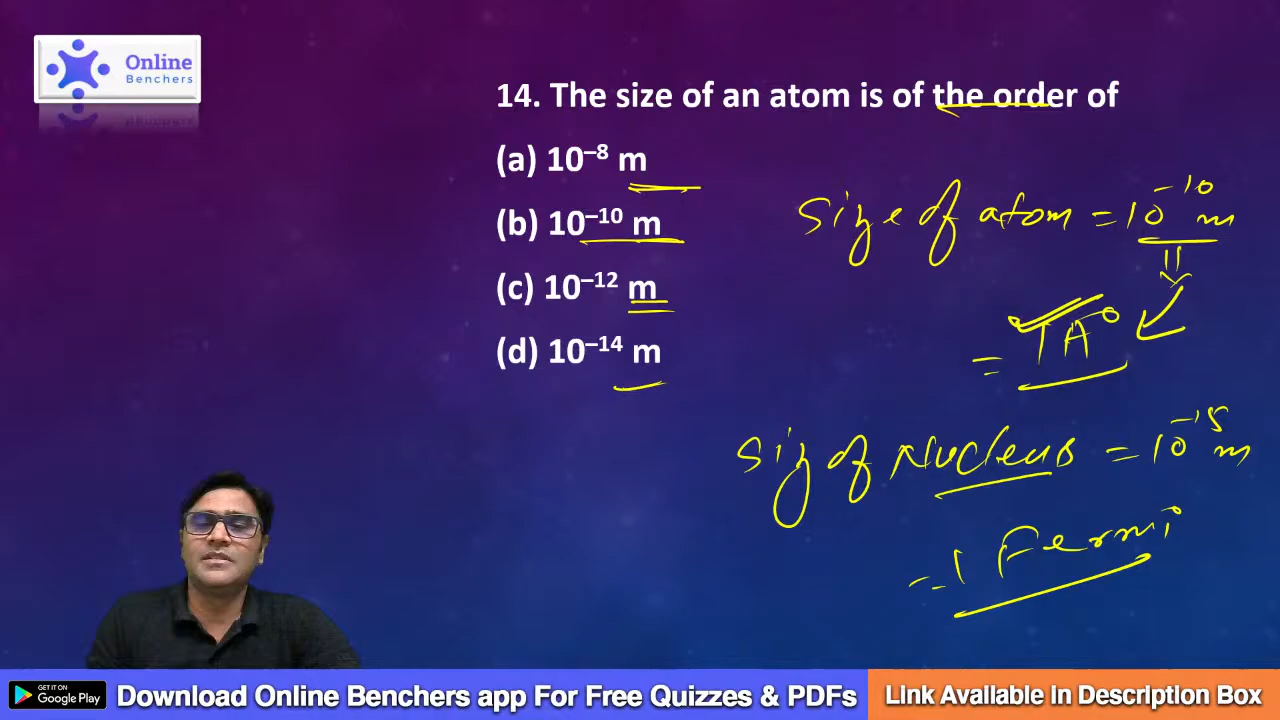 Online
Benchers
14. The size of an atom is of the order of
(a) 10⁻⁸ m
(b) 10⁻¹⁰ m
(c) 10⁻¹² m
(d) 10⁻¹⁴ m
Size of atom = 10⁻¹⁰ m
= 1A°
Siz of Nucleus = 10⁻¹⁵ m
= 1 Fermi
GET IT ON
Google Play
Download Online Benchers app For Free Quizzes & PDFs
Link Available In Description Box